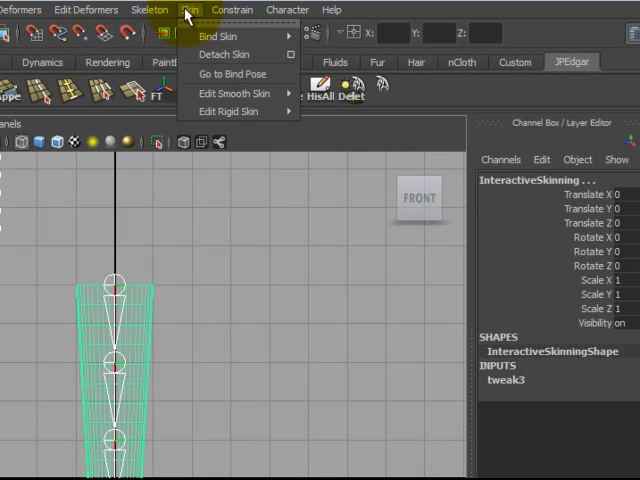 Deformers Edit Deformers Skeleton Skin Constrain Character Help
X: Y: Z:
Bind Skin
Detach Skin
Go to Bind Pose
Edit Smooth Skin
Edit Rigid Skin
Dynamics Rendering Fluids Fur Hair nCloth Custom JPEdgar
FT HisAll Delet
nels
Channel Box / Layer Editor
Channels Edit Object Show
InteractiveSkinning . . .
Translate X 0
Translate Y 0
Translate Z 0
Rotate X 0
Rotate Y 0
Rotate Z 0
Scale X 1
Scale Y 1
Scale Z 1
Visibility on
SHAPES
InteractiveSkinningShape
INPUTS
tweak3
FRONT